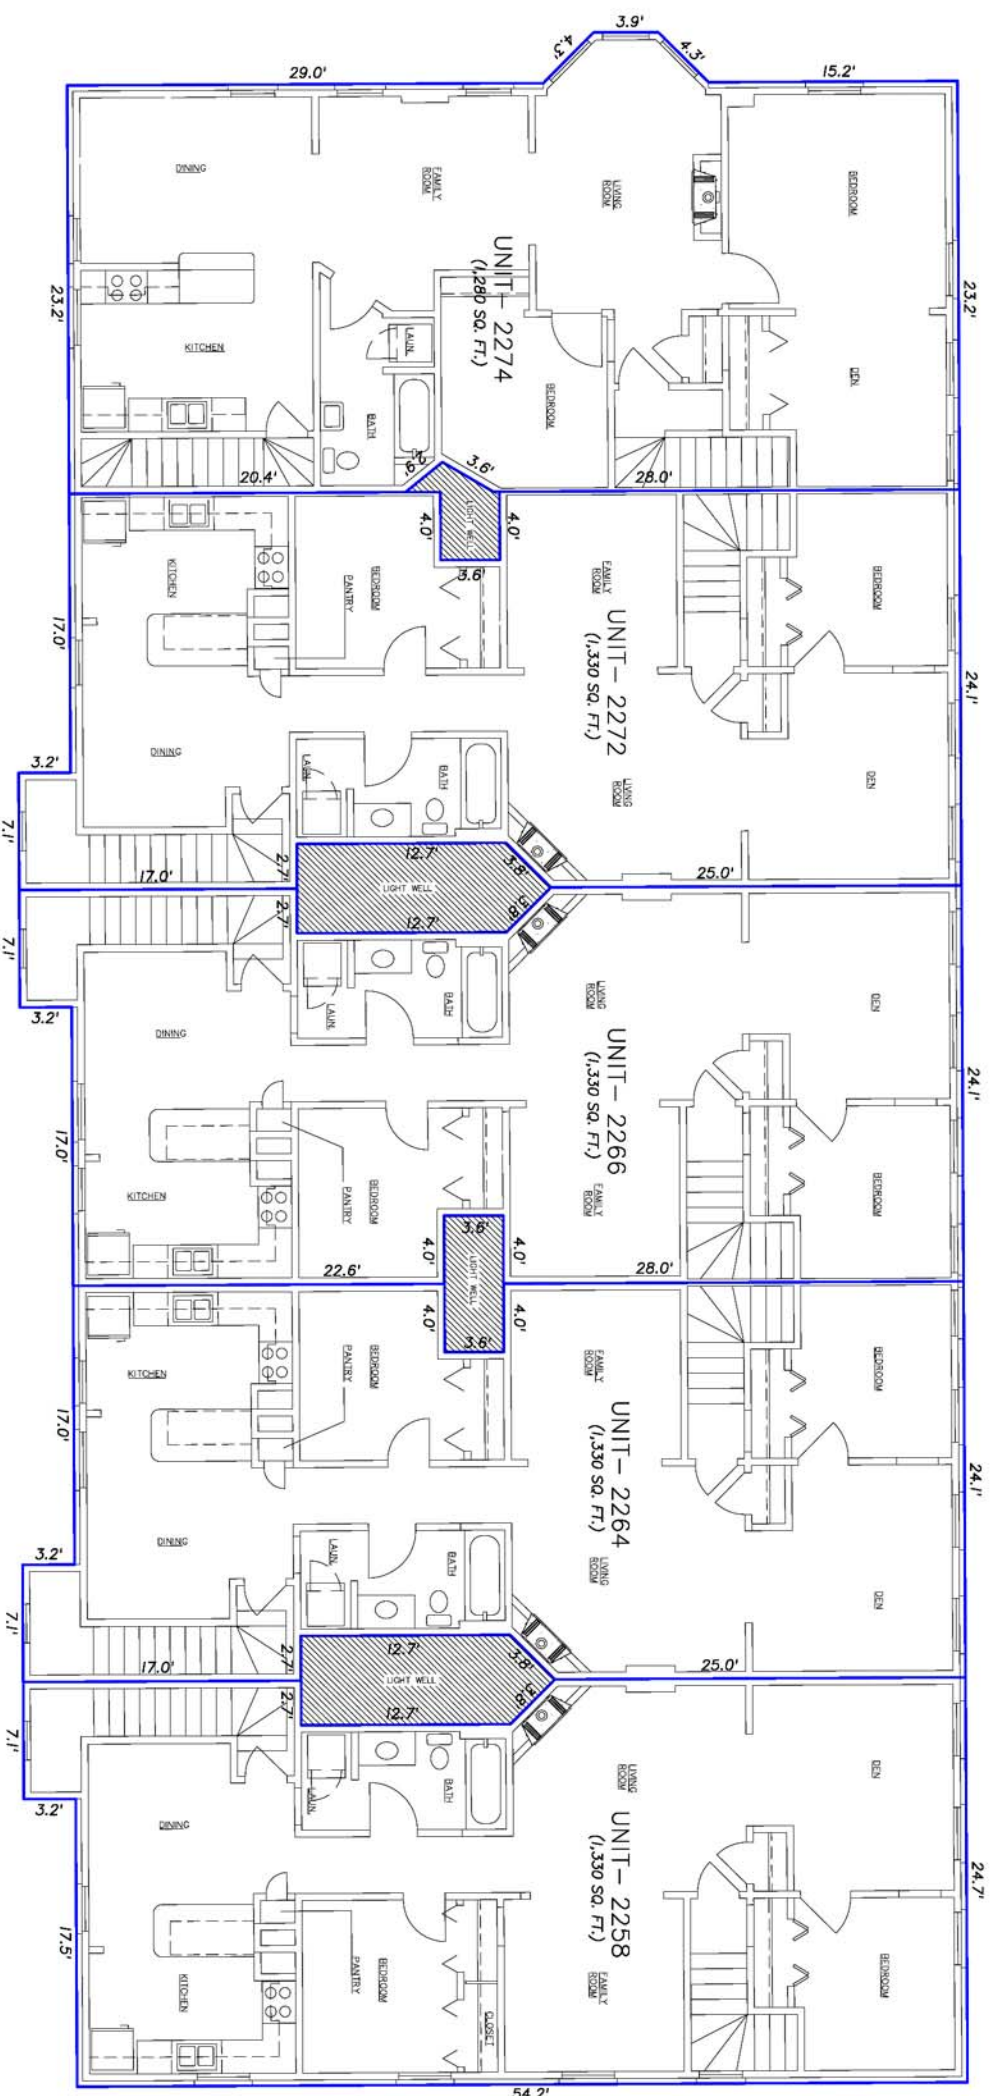 3.9'
4.3'
4.3'
29.0'
15.2'
DINING
FAMILY
ROOM
LIVING
ROOM
BEDROOM
UNIT- 2274
(1,280 SQ. FT.)
23.2'
23.2'
KITCHEN
LAUN.
BATH
BEDROOM
DEN
2.9'
3.6'
20.4'
28.0'
LIGHT WELL
4.0'
4.0'
3.6'
KITCHEN
PANTRY
BEDROOM
FAMILY
ROOM
BEDROOM
UNIT- 2272
(1,330 SQ. FT.)
17.0'
24.1'
DINING
LAUN.
BATH
LIVING
ROOM
DEN
3.2'
7.1'
17.0'
2.7'
12.7'
3.8'
25.0'
LIGHT WELL
2.7'
12.7'
3.8'
7.1'
3.2'
DINING
LAUN.
BATH
LIVING
ROOM
DEN
UNIT- 2266
(1,330 SQ. FT.)
17.0'
24.1'
KITCHEN
PANTRY
BEDROOM
FAMILY
ROOM
BEDROOM
3.6'
4.0'
4.0'
LIGHT WELL
22.6'
28.0'
4.0'
4.0'
3.6'
KITCHEN
PANTRY
BEDROOM
FAMILY
ROOM
BEDROOM
UNIT- 2264
(1,330 SQ. FT.)
17.0'
24.1'
DINING
LAUN.
BATH
LIVING
ROOM
DEN
3.2'
7.1'
17.0'
2.7'
12.7'
3.8'
25.0'
LIGHT WELL
2.7'
12.7'
3.8'
7.1'
3.2'
DINING
LAUN.
BATH
LIVING
ROOM
DEN
UNIT- 2258
(1,330 SQ. FT.)
17.5'
24.7'
KITCHEN
PANTRY
BEDROOM
CLOSET
FAMILY
ROOM
BEDROOM
54.2'